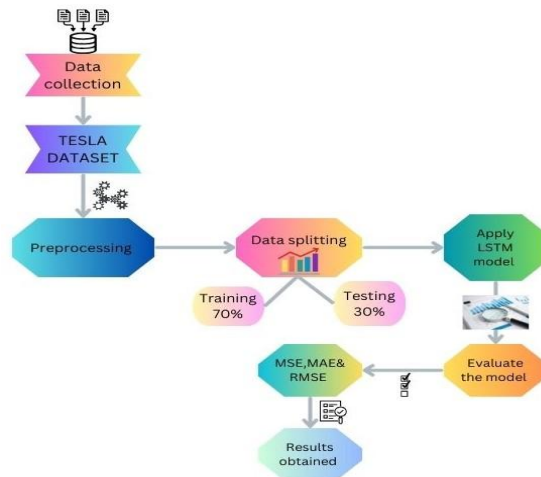 Data
collection
TESLA
DATASET
Preprocessing
Data splitting
Training
70%
Testing
30%
Apply
LSTM
model
Evaluate
the model
MSE,MAE&
RMSE
Results
obtained